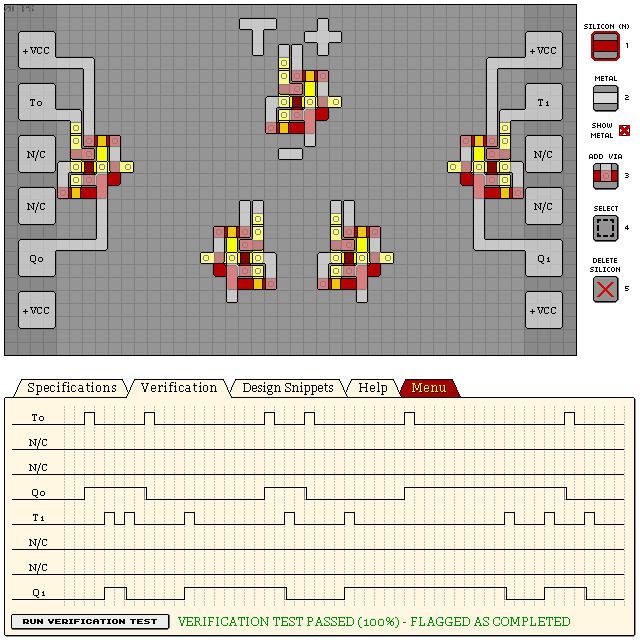 +VCC
To
N/C
N/C
Qo
+VCC
+VCC
T1
N/C
N/C
Q1
+VCC
SILICON (N)
1
METAL
2
SHOW
METAL
ADD VIA
3
SELECT
4
DELETE
SILICON
5
Specifications
Verification
Design Snippets
Help
Menu
To
N/C
N/C
Qo
T1
N/C
N/C
Q1
RUN VERIFICATION TEST
VERIFICATION TEST PASSED (100%) - FLAGGED AS COMPLETED